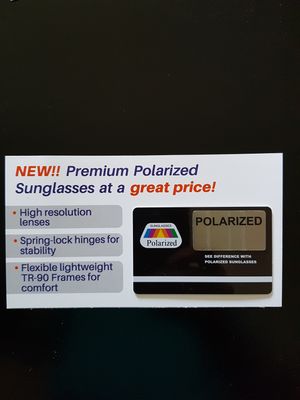 NEW!! Premium Polarized
Sunglasses at a great price!
• High resolution
lenses
• Spring-lock hinges for
stability
• Flexible lightweight
TR-90 Frames for
comfort
SUNGLASSES
Polarized
POLARIZED
SEE DIFFERENCE WITH
POLARIZED SUNGLASSES